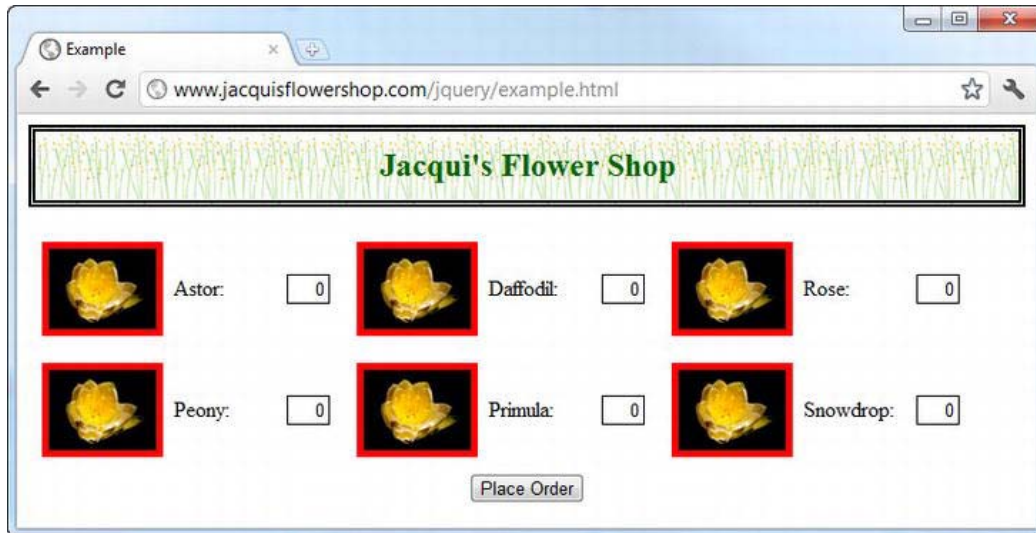 Example
www.jacquisflowershop.com/jquery/example.html
Jacqui's Flower Shop
Astor: 0 Daffodil: 0 Rose: 0
Peony: 0 Primula: 0 Snowdrop: 0
Place Order